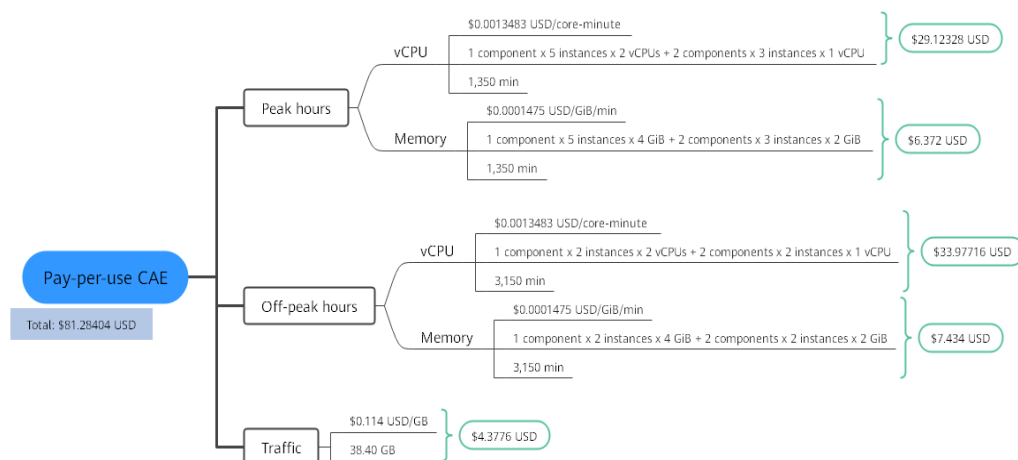 Pay-per-use CAE
Total: $81.28404 USD
Peak hours
vCPU
$0.0013483 USD/core-minute
1 component x 5 instances x 2 vCPUs + 2 components x 3 instances x 1 vCPU
1,350 min
$29.12328 USD
Memory
$0.0001475 USD/GiB/min
1 component x 5 instances x 4 GiB + 2 components x 3 instances x 2 GiB
1,350 min
$6.372 USD
Off-peak hours
vCPU
$0.0013483 USD/core-minute
1 component x 2 instances x 2 vCPUs + 2 components x 2 instances x 1 vCPU
3,150 min
$33.97716 USD
Memory
$0.0001475 USD/GiB/min
1 component x 2 instances x 4 GiB + 2 components x 2 instances x 2 GiB
3,150 min
$7.434 USD
Traffic
$0.114 USD/GB
38.40 GB
$4.3776 USD